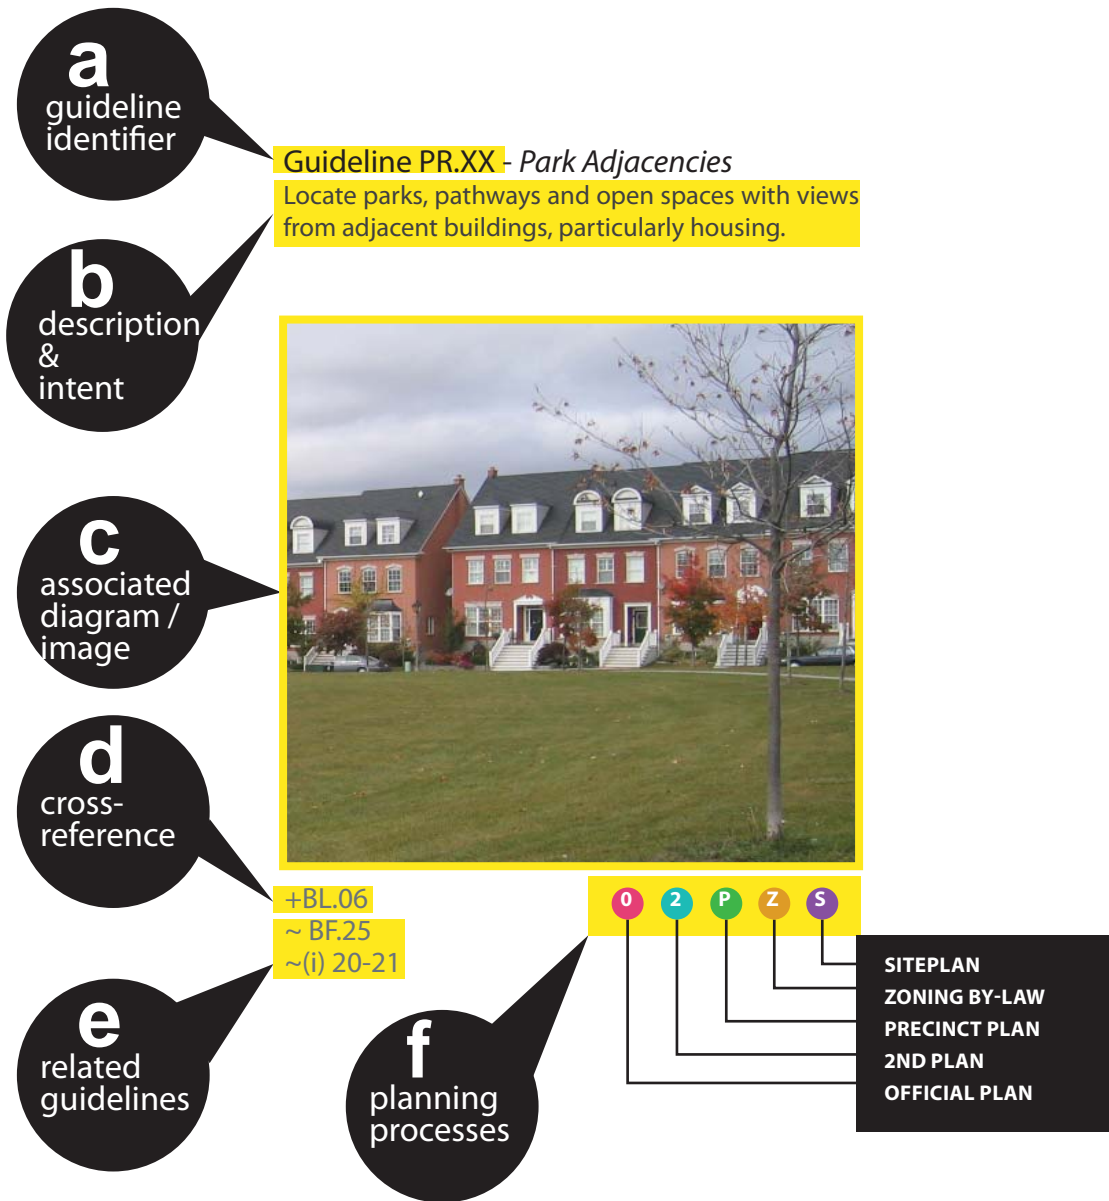 a
guideline
identifier
Guideline PR.XX - Park Adjacencies
Locate parks, pathways and open spaces with views
from adjacent buildings, particularly housing.
b
description
&
intent
c
associated
diagram /
image
d
cross-
reference
+BL.06
~ BF.25
~(i) 20-21
0 2 P Z S
e
related
guidelines
f
planning
processes
SITEPLAN
ZONING BY-LAW
PRECINCT PLAN
2ND PLAN
OFFICIAL PLAN